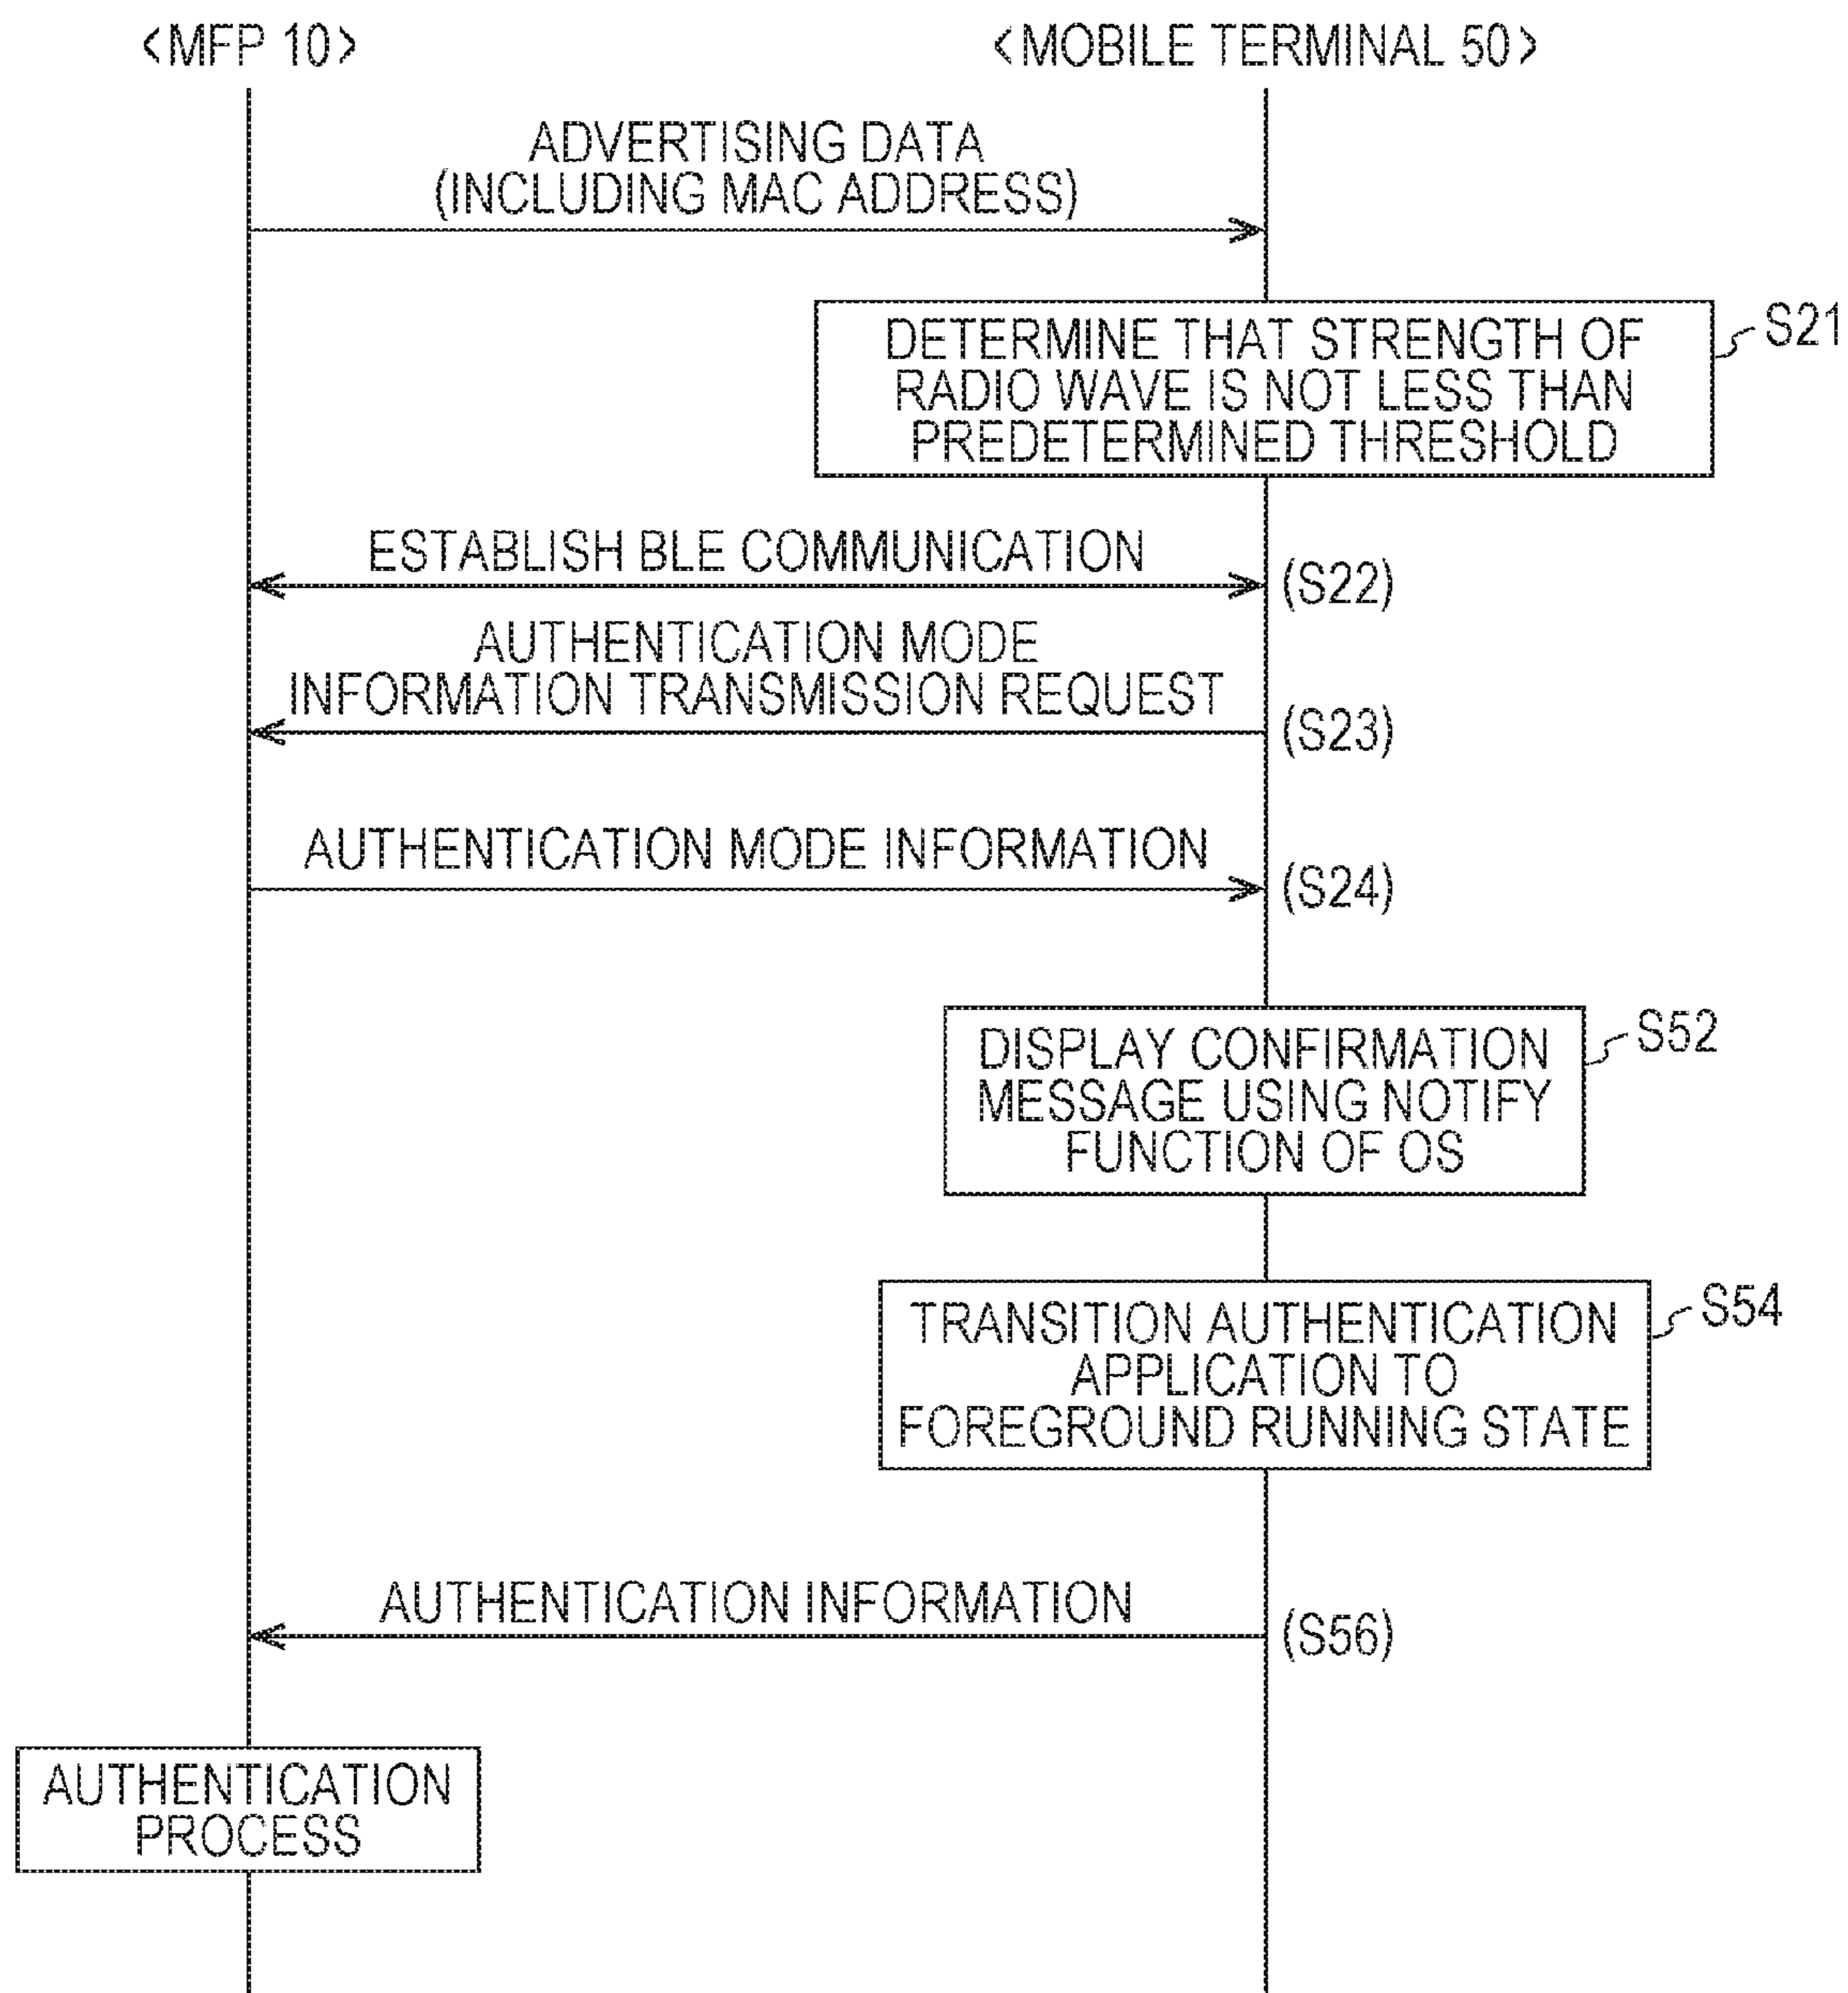 <MFP 10>
<MOBILE TERMINAL 50>
ADVERTISING DATA
(INCLUDING MAC ADDRESS)
DETERMINE THAT STRENGTH OF
RADIO WAVE IS NOT LESS THAN
PREDETERMINED THRESHOLD
S21
ESTABLISH BLE COMMUNICATION
(S22)
AUTHENTICATION MODE
INFORMATION TRANSMISSION REQUEST
(S23)
AUTHENTICATION MODE INFORMATION
(S24)
DISPLAY CONFIRMATION
MESSAGE USING NOTIFY
FUNCTION OF OS
S52
TRANSITION AUTHENTICATION
APPLICATION TO
FOREGROUND RUNNING STATE
S54
AUTHENTICATION INFORMATION
(S56)
AUTHENTICATION
PROCESS